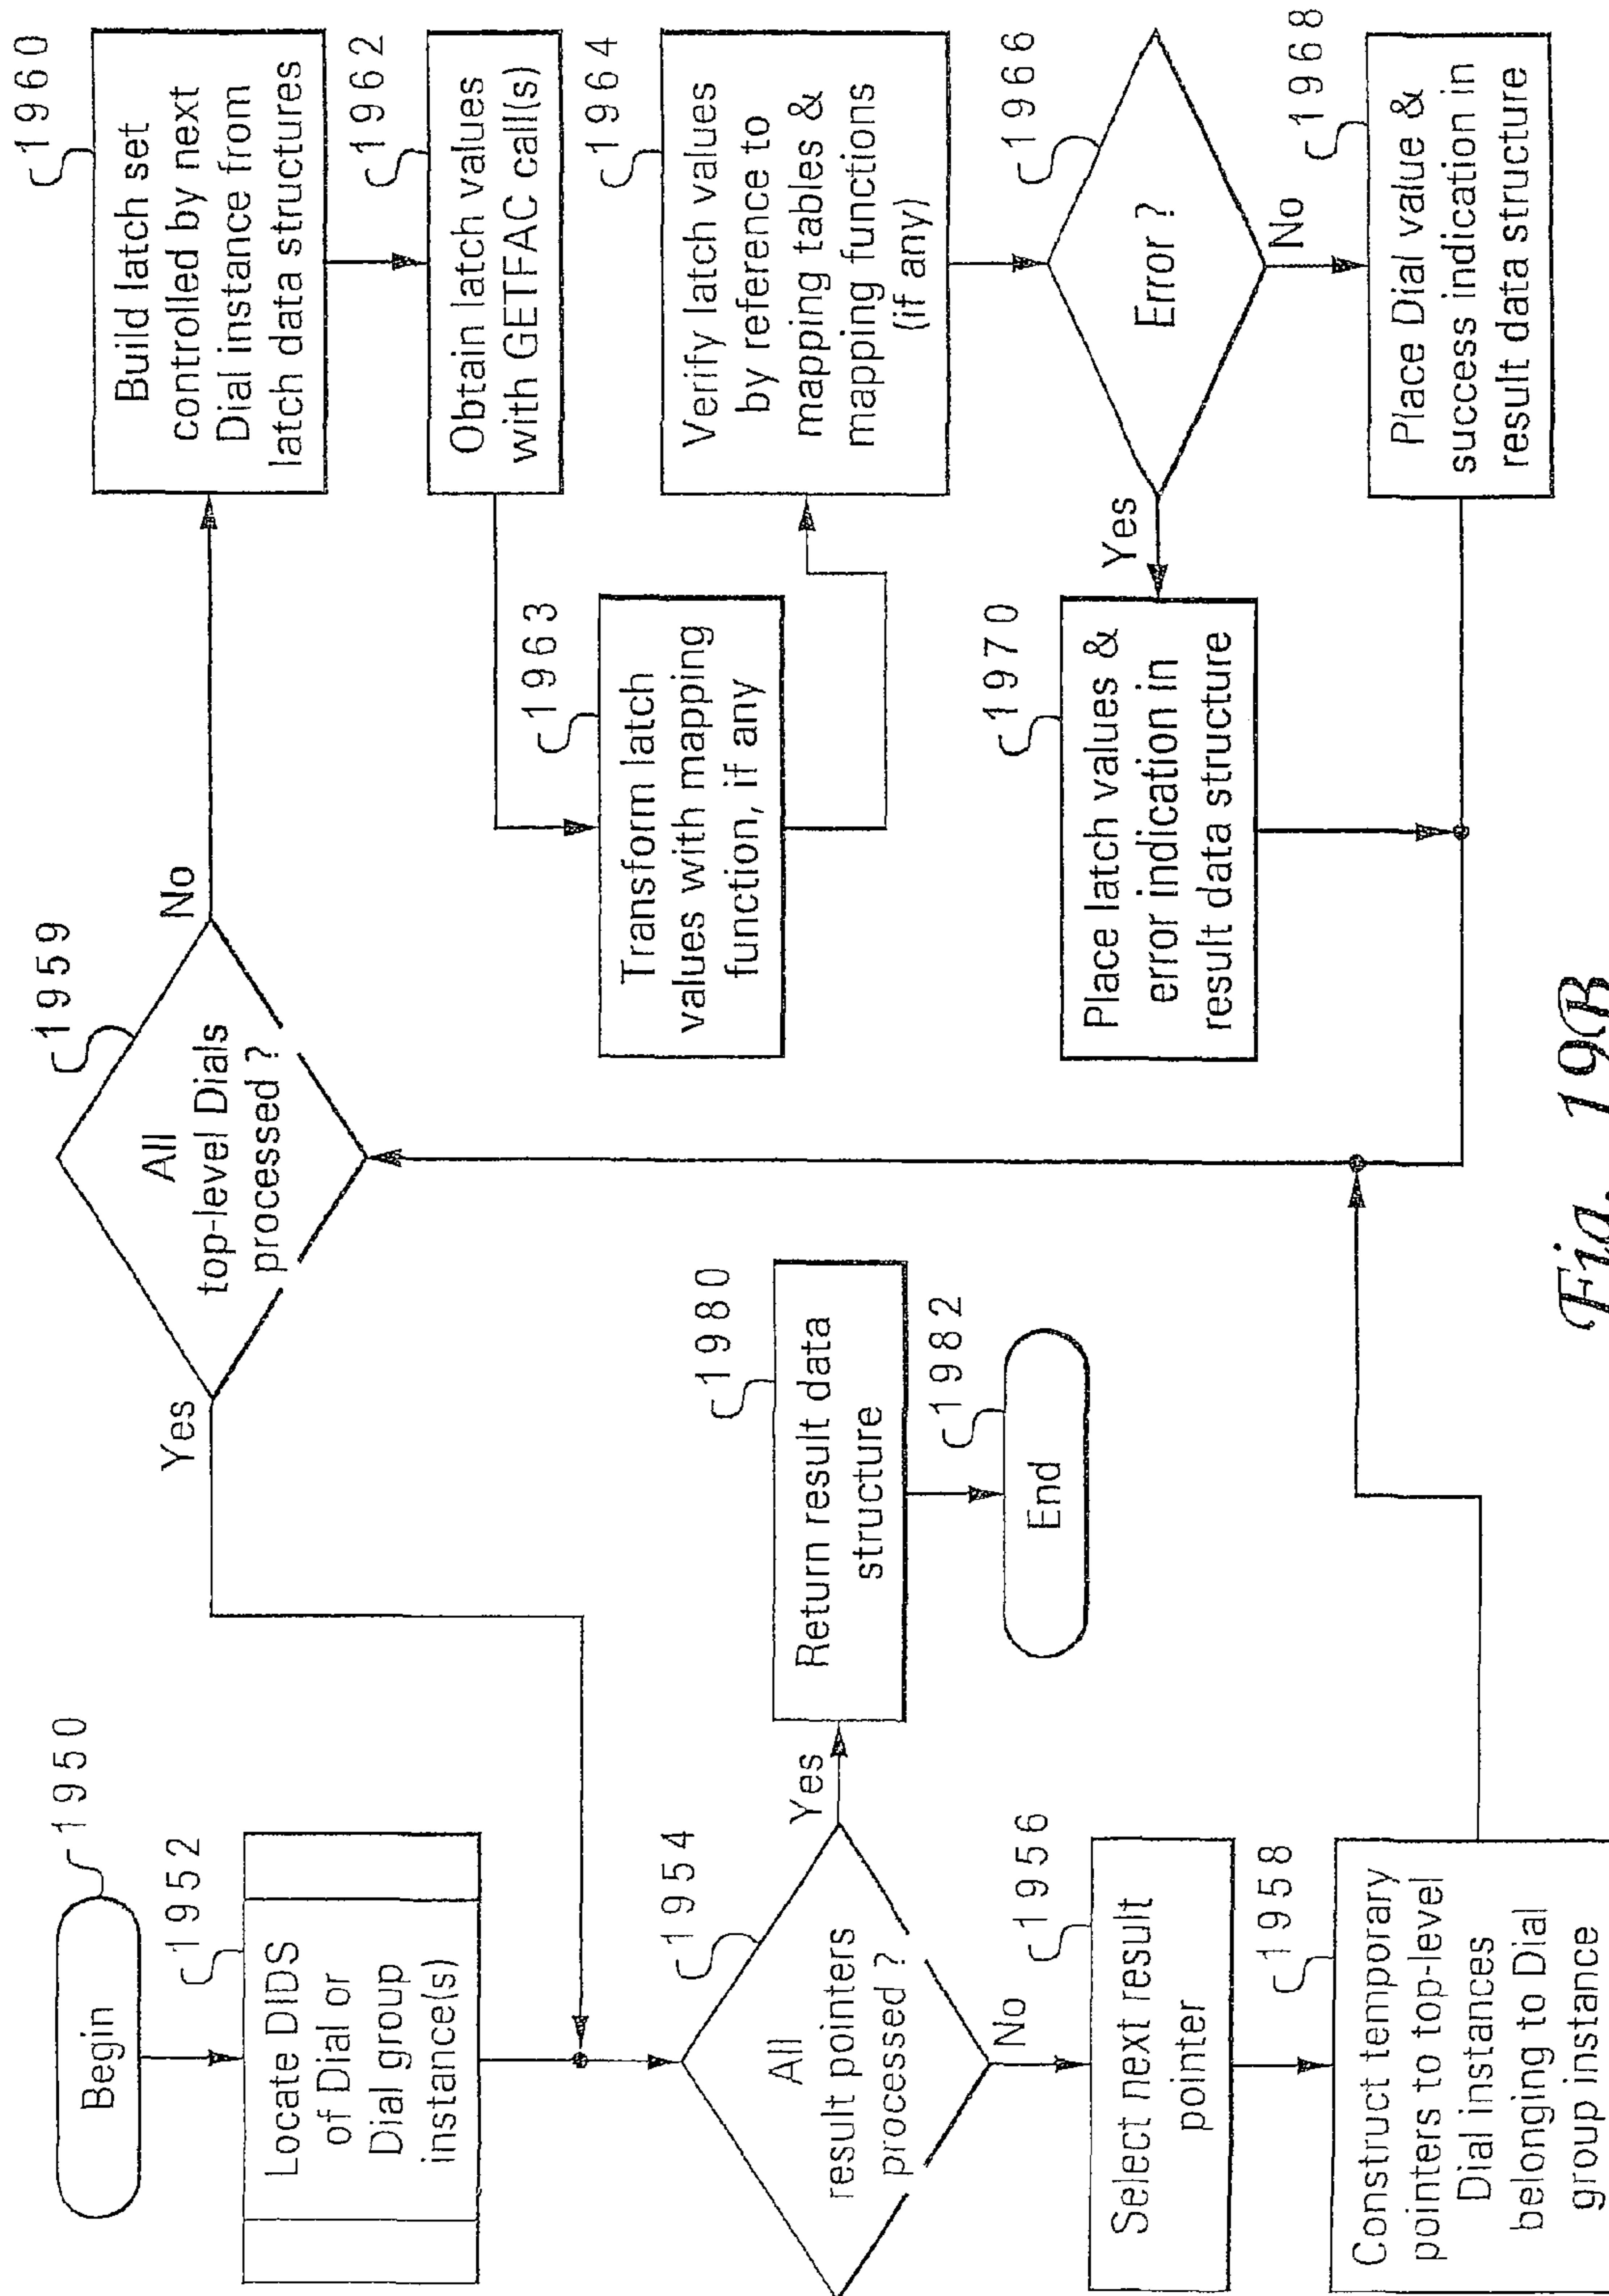 Begin
1950
Locate DIDS
of Dial or
Dial group
instance(s)
1952
All
result pointers
processed ?
1954
Yes
No
Select next result
pointer
1956
Construct temporary
pointers to top-level
Dial instances
belonging to Dial
group instance
1958
Return result data
structure
1980
End
1982
All
top-level Dials
processed ?
1959
Yes
No
Build latch set
controlled by next
Dial instance from
latch data structures
1960
Obtain latch values
with GETFAC call(s)
1962
Transform latch
values with mapping
function, if any
1963
Verify latch values
by reference to
mapping tables &
mapping functions
(if any)
1964
Error ?
1966
Yes
No
Place latch values &
error indication in
result data structure
1970
Place Dial value &
success indication in
result data structure
1968
Fig. 19B